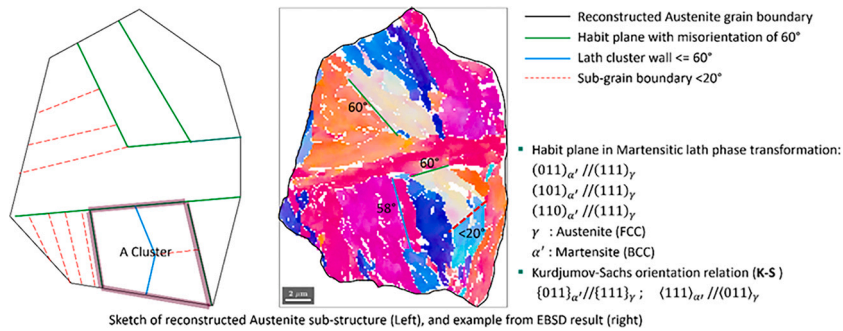 Reconstructed Austenite grain boundary
Habit plane with misorientation of 60°
Lath cluster wall <= 60°
Sub-grain boundary <20°
60°
60°
58°
<20°
A Cluster
2 μm
▪ Habit plane in Martensitic lath phase transformation:
(011)α′//(111)γ
(101)α′//(111)γ
(110)α′//(111)γ
γ : Austenite (FCC)
α′ : Martensite (BCC)
▪ Kurdjumov-Sachs orientation relation (K-S )
{011}α′//{111}γ ; ⟨111⟩α′//⟨011⟩γ
Sketch of reconstructed Austenite sub-structure (Left), and example from EBSD result (right)